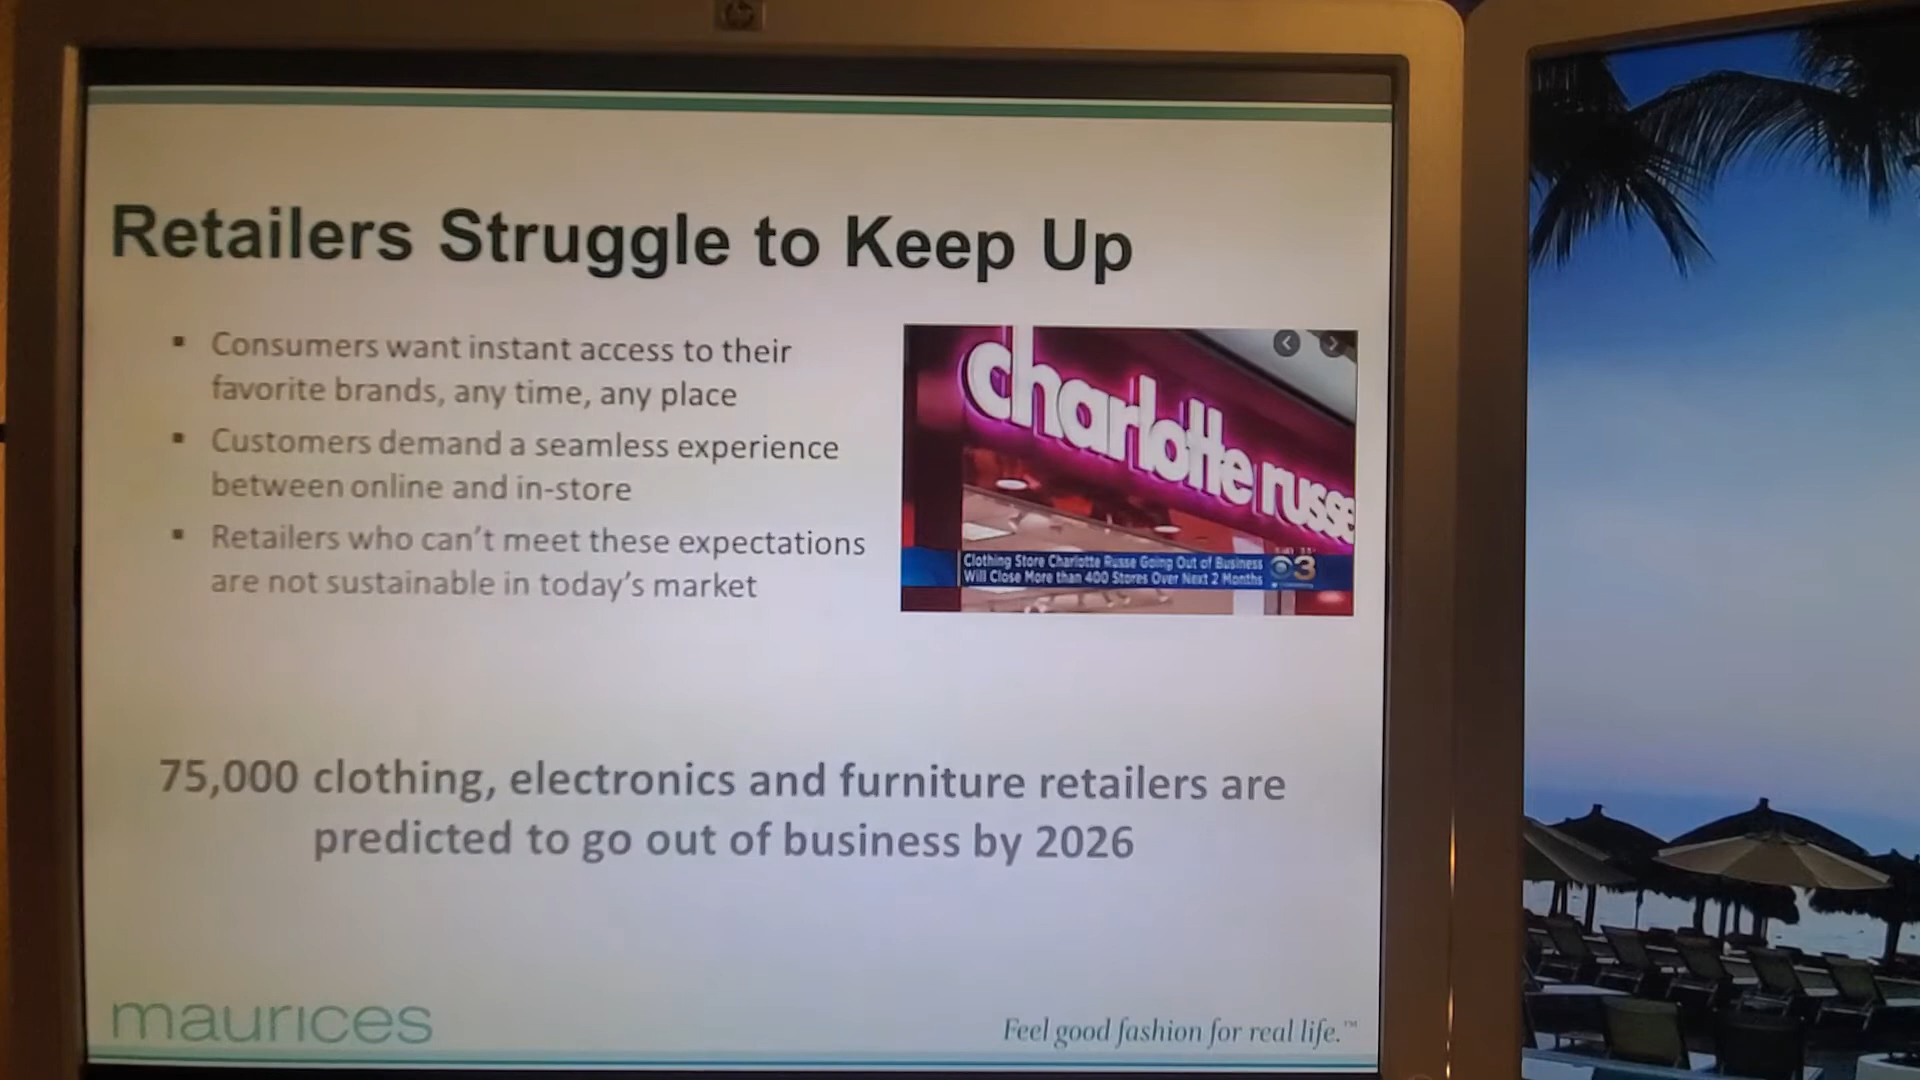 hp
Retailers Struggle to Keep Up
▪ Consumers want instant access to their
favorite brands, any time, any place
▪ Customers demand a seamless experience
between online and in-store
▪ Retailers who can't meet these expectations
are not sustainable in today's market
charlotte russe
Clothing Store Charlotte Russe Going Out of Business
Will Close More than 400 Stores Over Next 2 Months
3
75,000 clothing, electronics and furniture retailers are
predicted to go out of business by 2026
maurices
Feel good fashion for real life.™